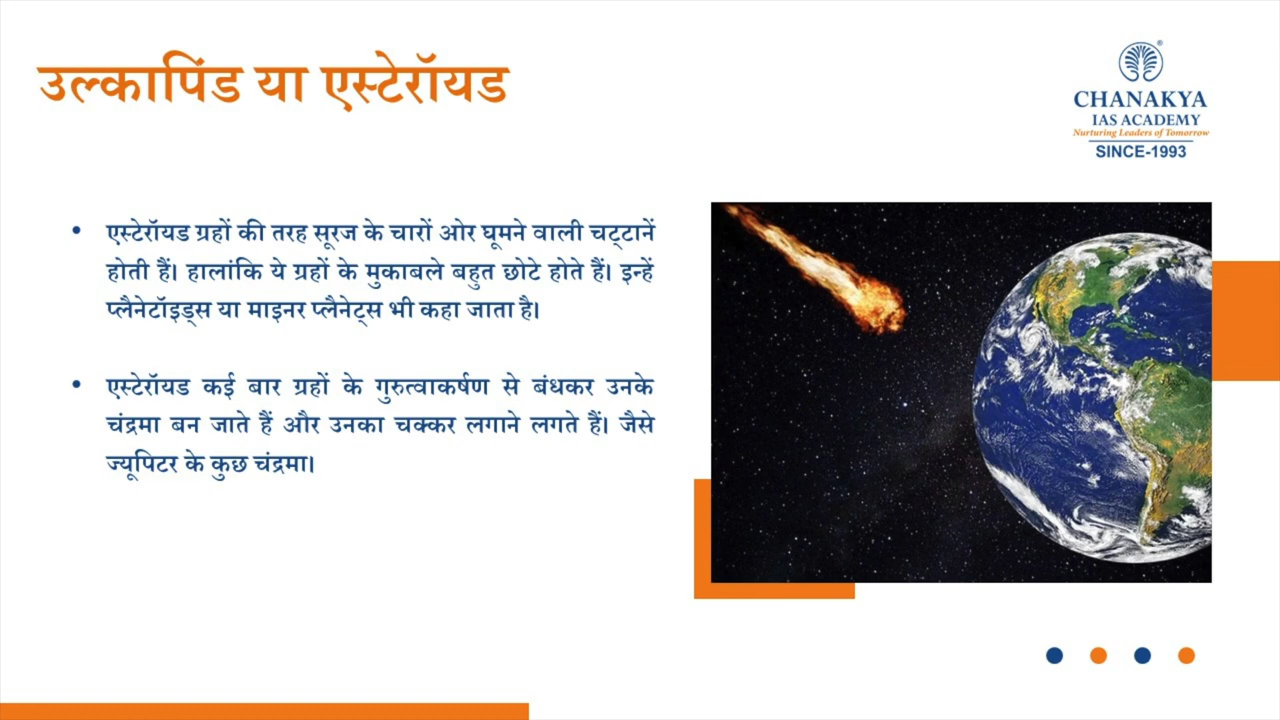 उल्कापिंड या एस्टेरॉयड
®
CHANAKYA
IAS ACADEMY
Nurturing Leaders of Tomorrow
SINCE-1993
• एस्टेरॉयड ग्रहों की तरह सूरज के चारों ओर घूमने वाली चट्टानें
होती हैं। हालांकि ये ग्रहों के मुकाबले बहुत छोटे होते हैं। इन्हें
प्लैनेटॉइड्स या माइनर प्लैनेट्स भी कहा जाता है।
• एस्टेरॉयड कई बार ग्रहों के गुरुत्वाकर्षण से बंधकर उनके
चंद्रमा बन जाते हैं और उनका चक्कर लगाने लगते हैं। जैसे
ज्यूपिटर के कुछ चंद्रमा।